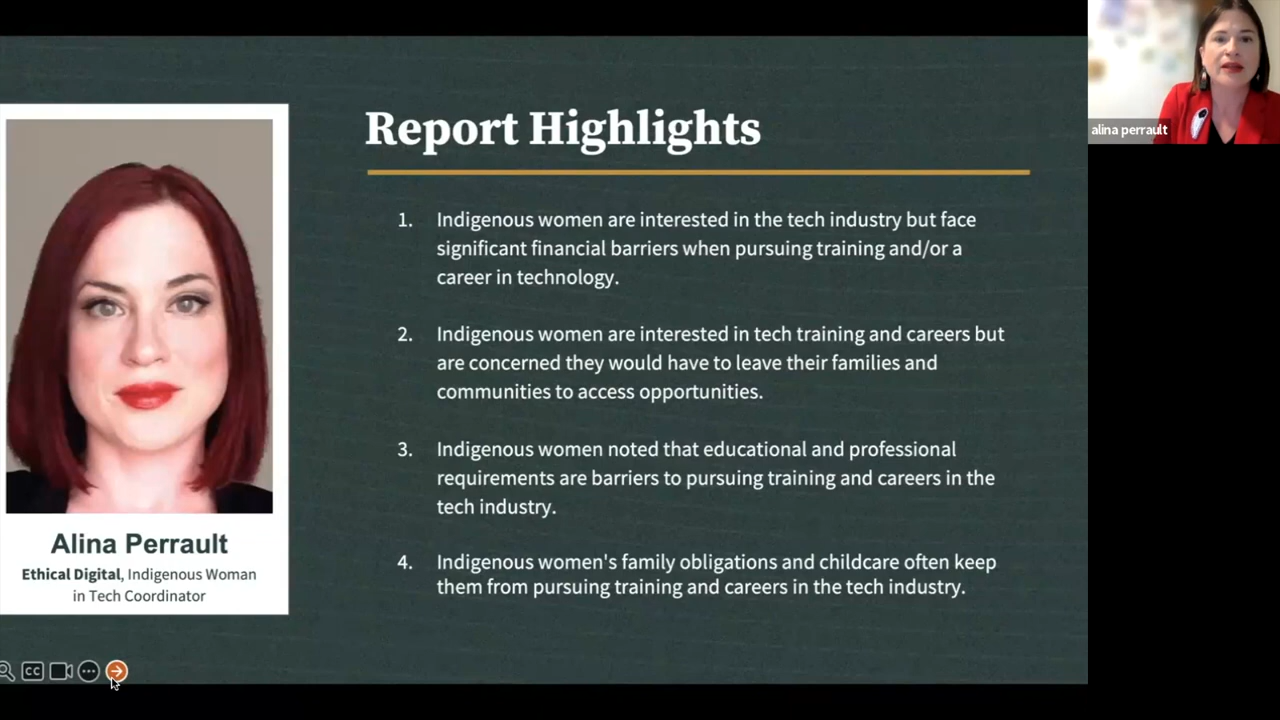 alina perrault
Report Highlights
1. Indigenous women are interested in the tech industry but face
significant financial barriers when pursuing training and/or a
career in technology.
2. Indigenous women are interested in tech training and careers but
are concerned they would have to leave their families and
communities to access opportunities.
3. Indigenous women noted that educational and professional
requirements are barriers to pursuing training and careers in the
tech industry.
4. Indigenous women's family obligations and childcare often keep
them from pursuing training and careers in the tech industry.
Alina Perrault
Ethical Digital, Indigenous Woman
in Tech Coordinator
CC